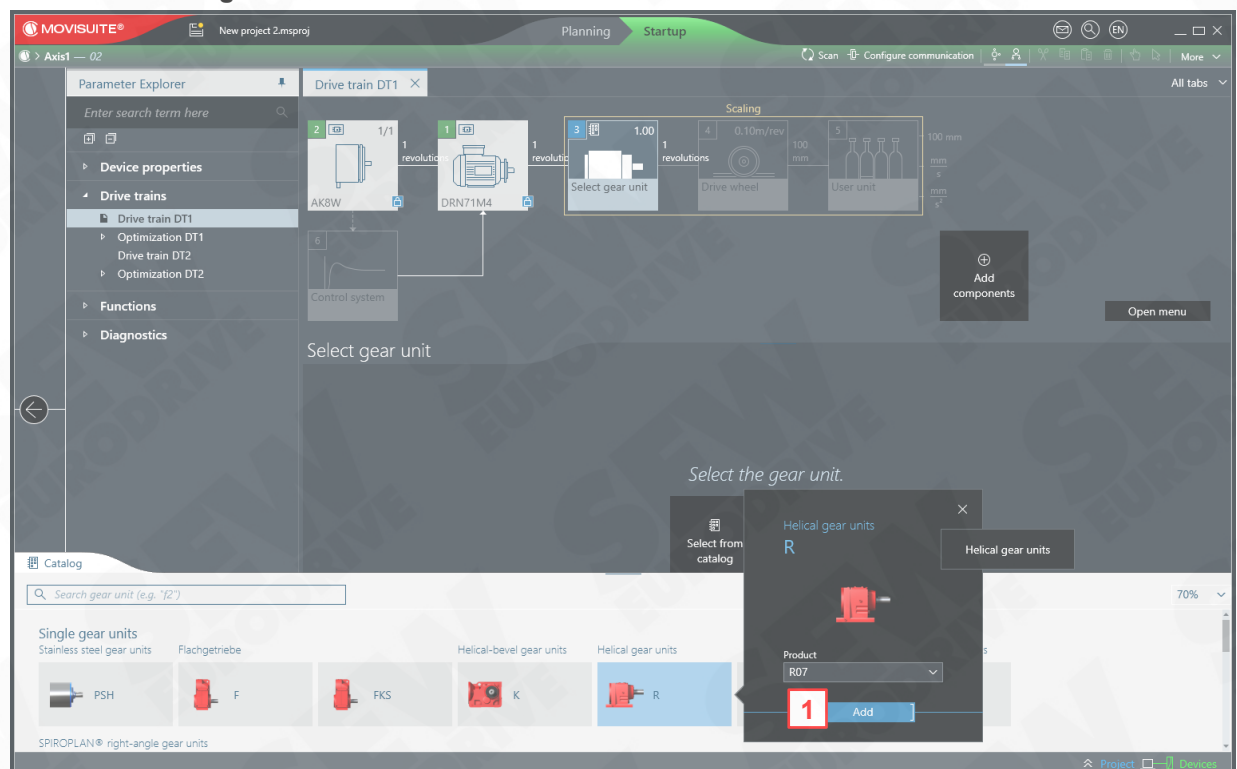 MOVISUITE®
New project 2.msproj
Planning
Startup
EN
> Axis1 — 02
Scan
Configure communication
More
Parameter Explorer
Drive train DT1
All tabs
Enter search term here
Device properties
Drive trains
Drive train DT1
Optimization DT1
Drive train DT2
Optimization DT2
Functions
Diagnostics
Scaling
2
1/1
1
revolutions
AK8W
1
1
revolutions
DRN71M4
3
1.00
1
revolutions
Select gear unit
4
0.10m/rev
100
mm
Drive wheel
5
User unit
100 mm
mm
s
mm
s²
6
Control system
Add
components
Open menu
Select gear unit
Select the gear unit.
Select from
catalog
Helical gear units
R
Helical gear units
Product
R07
1
Add
Catalog
Search gear unit (e.g. "f2")
70%
Single gear units
Stainless steel gear units
Flachgetriebe
Helical-bevel gear units
Helical gear units
s
PSH
F
FKS
K
R
SPIROPLAN® right-angle gear units
Project
Devices
SEW
EURODRIVE